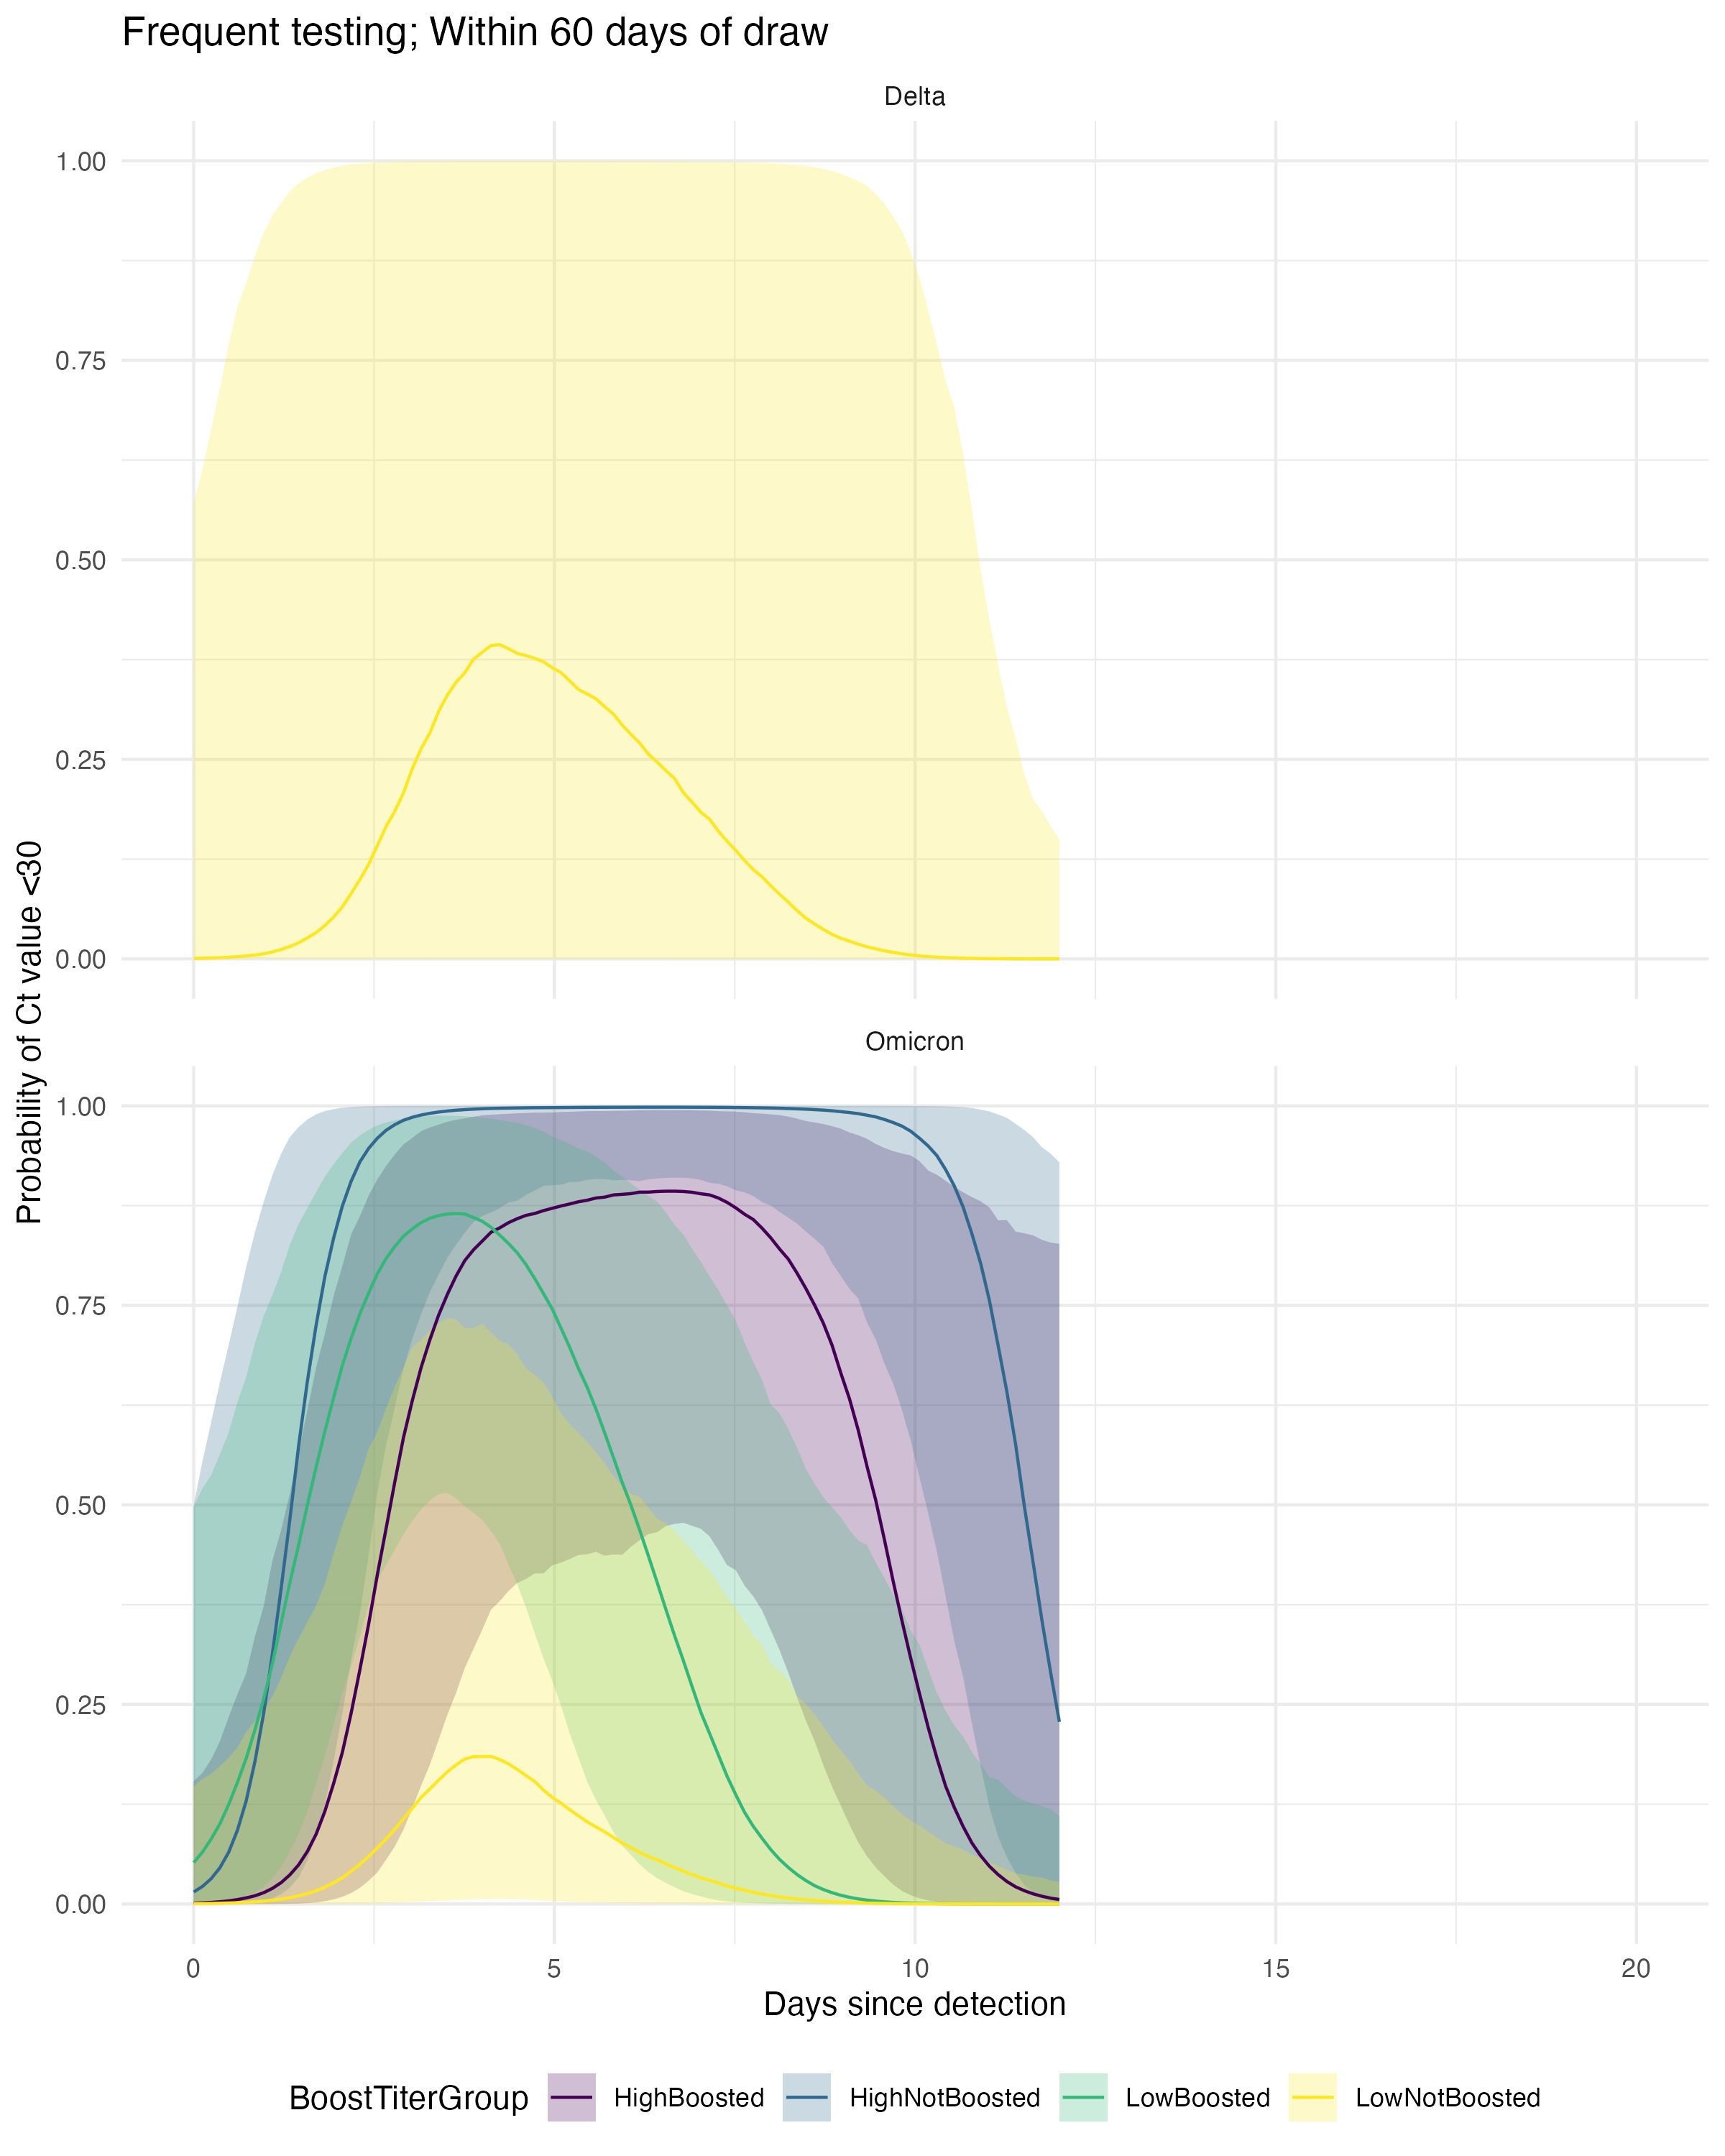 Frequent testing; Within 60 days of draw
Delta
1.00
0.75
0.50
0.25
0.00
Probability of Ct value <30
Omicron
1.00
0.75
0.50
0.25
0.00
0 5 10 15 20
Days since detection
BoostTiterGroup HighBoosted HighNotBoosted LowBoosted LowNotBoosted